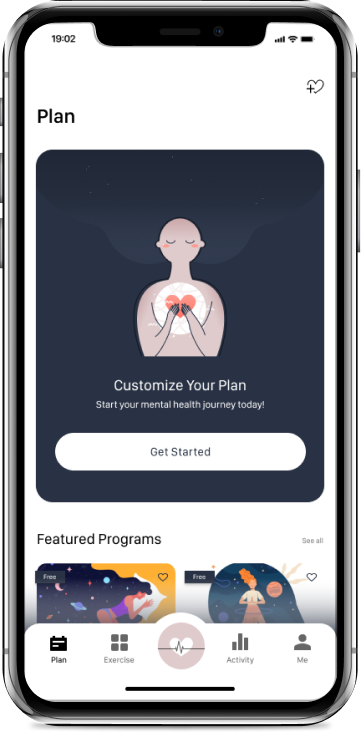 19:02
Plan
Customize Your Plan
Start your mental health journey today!
Get Started
Featured Programs
See all
Free
Free
Plan
Exercise
Activity
Me